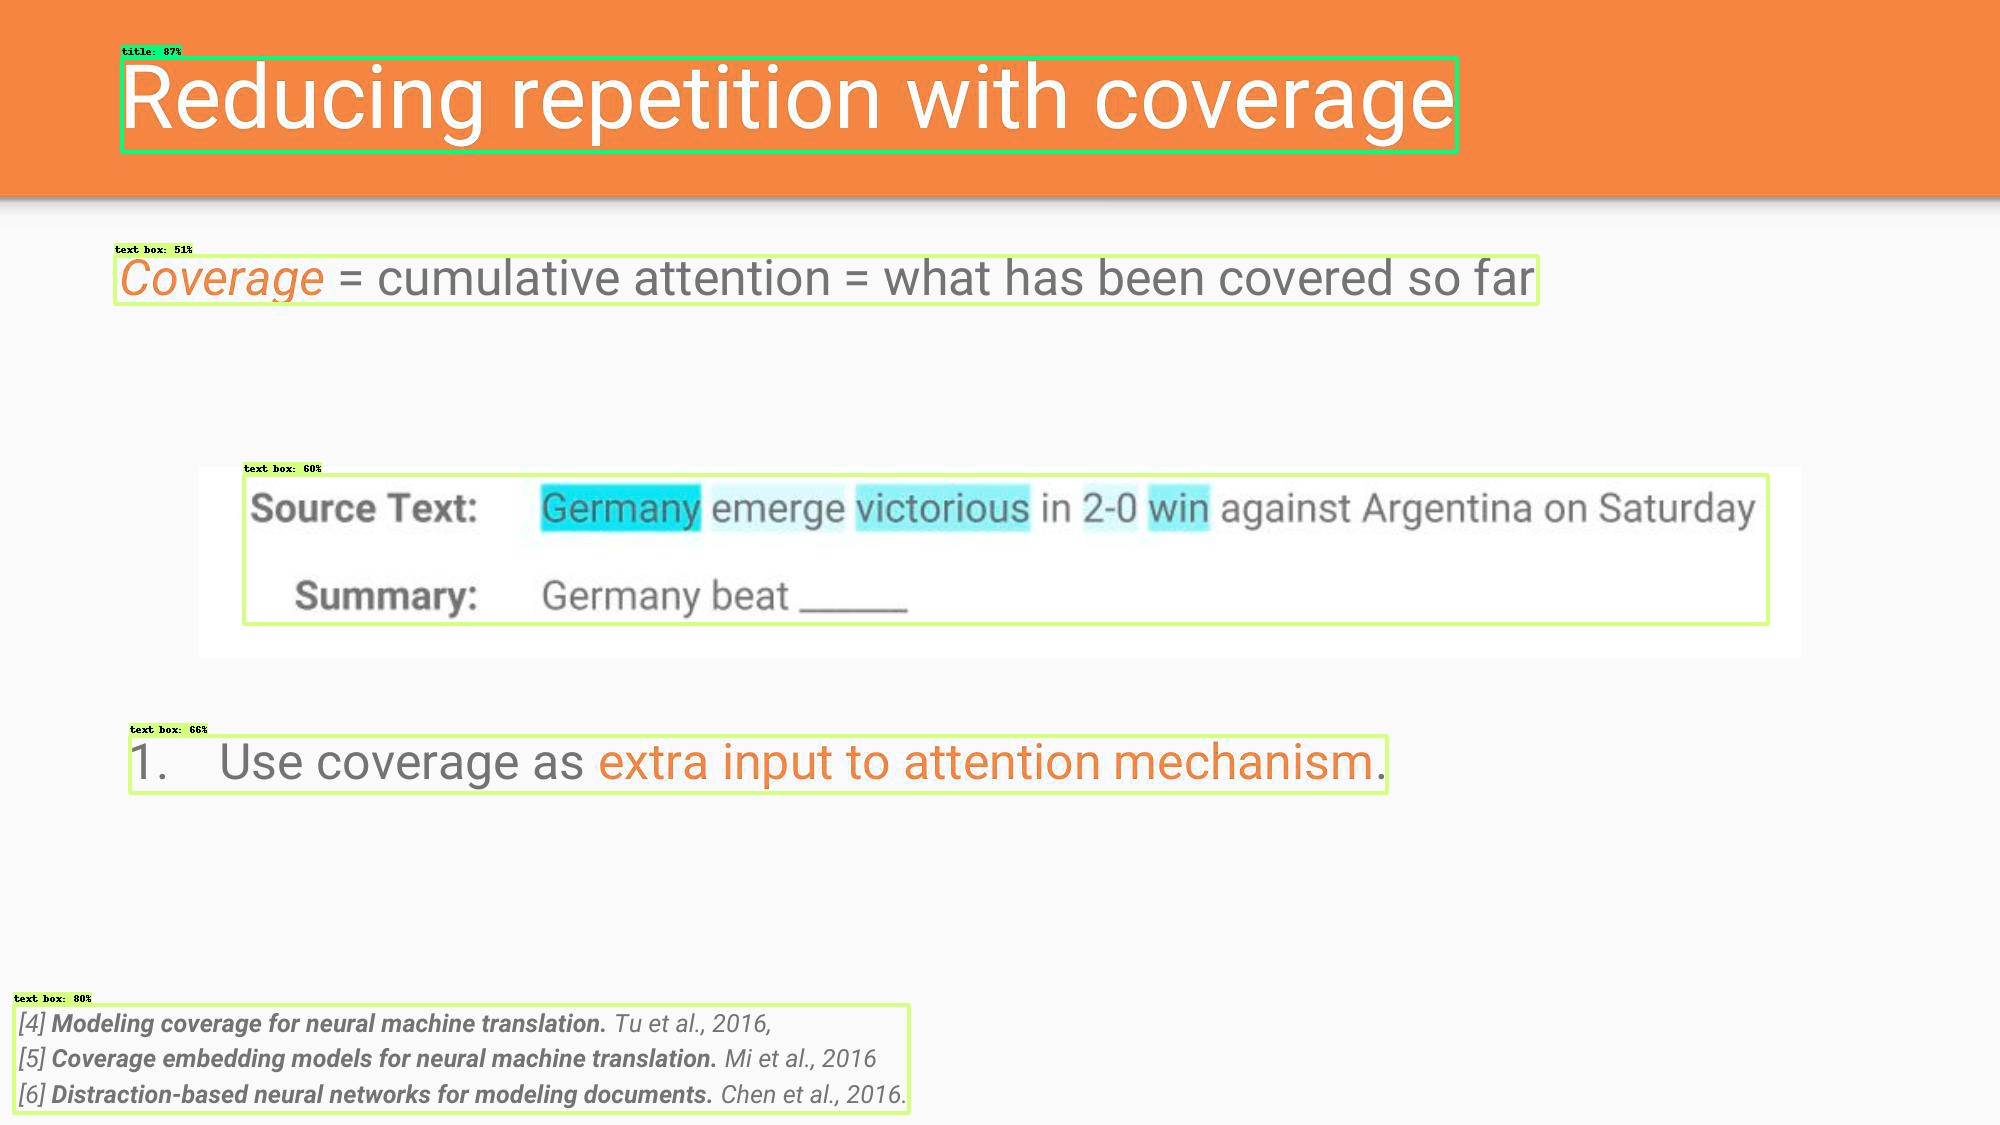 title: 87%
Reducing repetition with coverage
text box: 51%
Coverage = cumulative attention = what has been covered so far
text box: 60%
Source Text: Germany emerge victorious in 2-0 win against Argentina on Saturday
Summary: Germany beat ______
text box: 66%
1. Use coverage as extra input to attention mechanism.
text box: 80%
[4] Modeling coverage for neural machine translation. Tu et al., 2016,
[5] Coverage embedding models for neural machine translation. Mi et al., 2016
[6] Distraction-based neural networks for modeling documents. Chen et al., 2016.